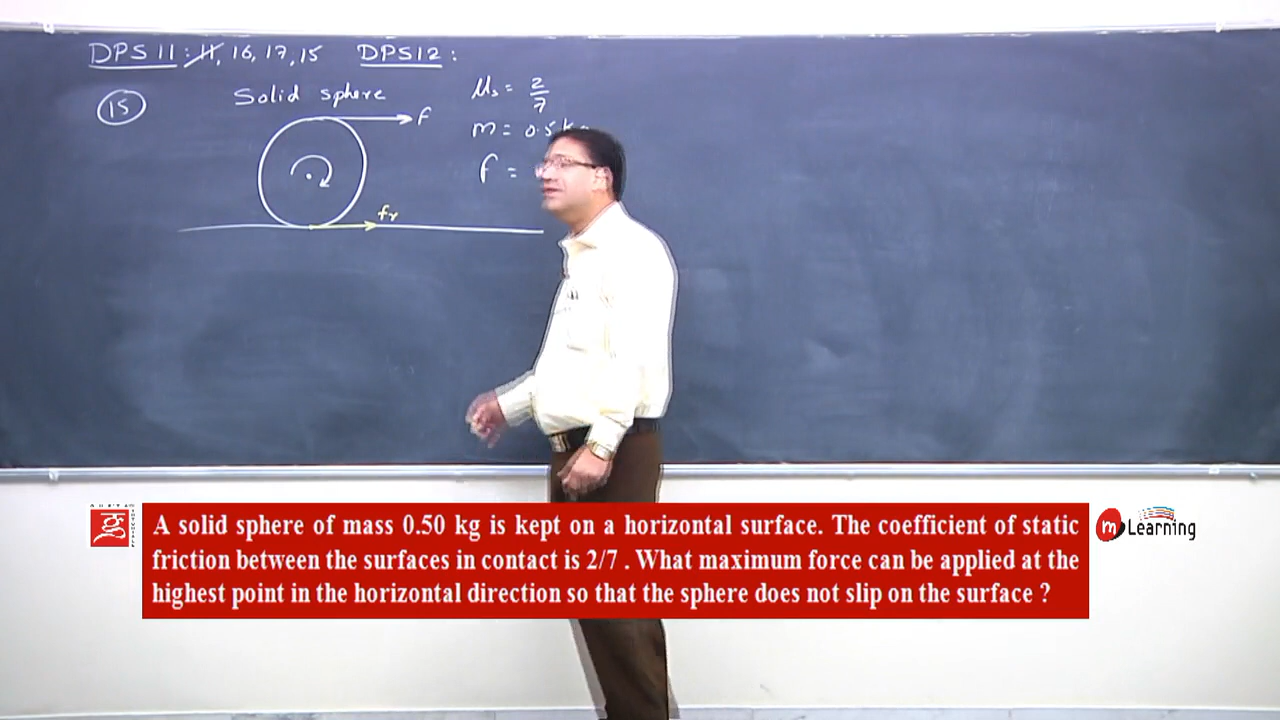 DPS 11 : 11, 16, 17, 15 DPS 12 :
15
Solid sphere
f
fr
μs = 2/7
m = 0.5
f =
A solid sphere of mass 0.50 kg is kept on a horizontal surface. The coefficient of static
friction between the surfaces in contact is 2/7 . What maximum force can be applied at the
highest point in the horizontal direction so that the sphere does not slip on the surface ?
m Learning